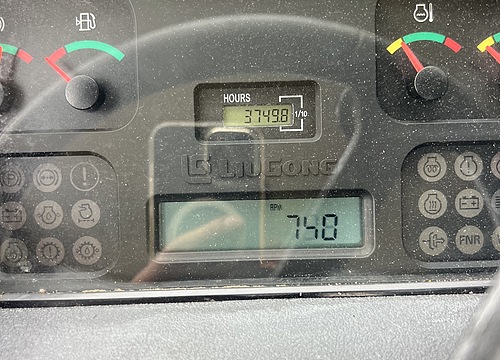 HOURS
37498 1/10
LIUGONG
RPM
740
FNR